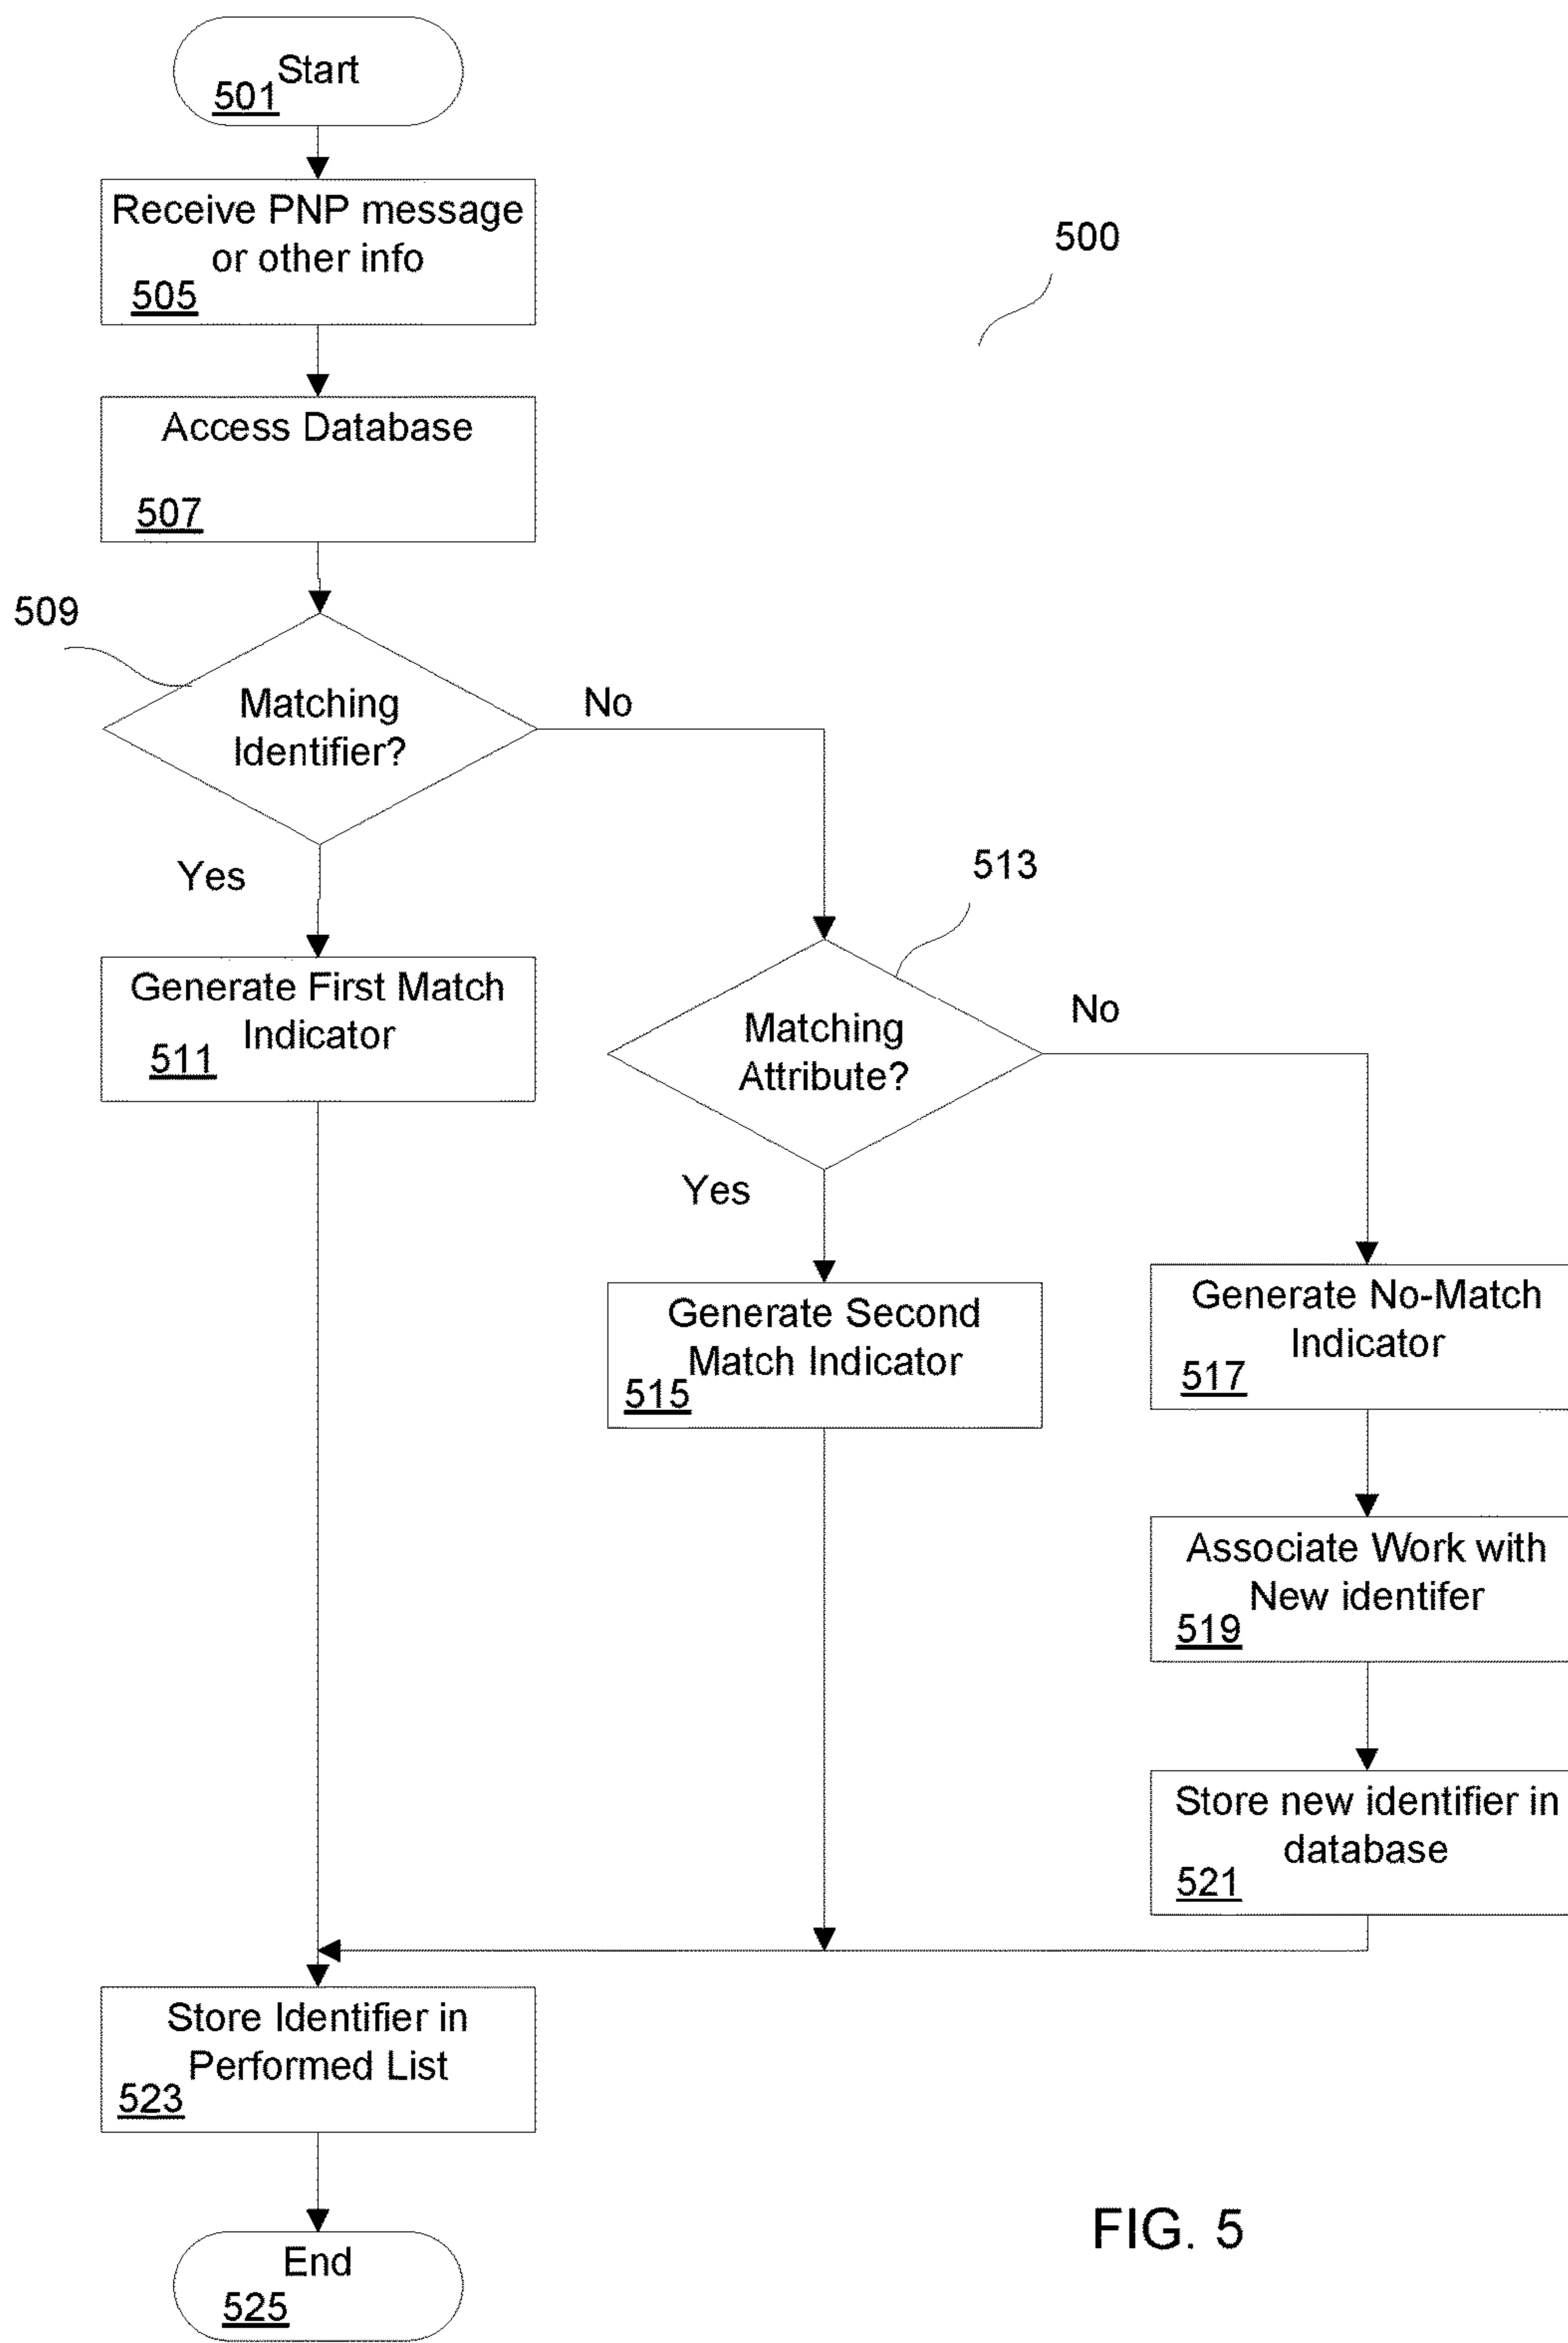 Start
501
Receive PNP message
or other info
505
500
Access Database
507
509
Matching
Identifier?
No
Yes
513
Generate First Match
Indicator
511
Matching
Attribute?
No
Yes
Generate Second
Match Indicator
515
Generate No-Match
Indicator
517
Associate Work with
New identifer
519
Store new identifier in
database
521
Store Identifier in
Performed List
523
End
525
FIG. 5